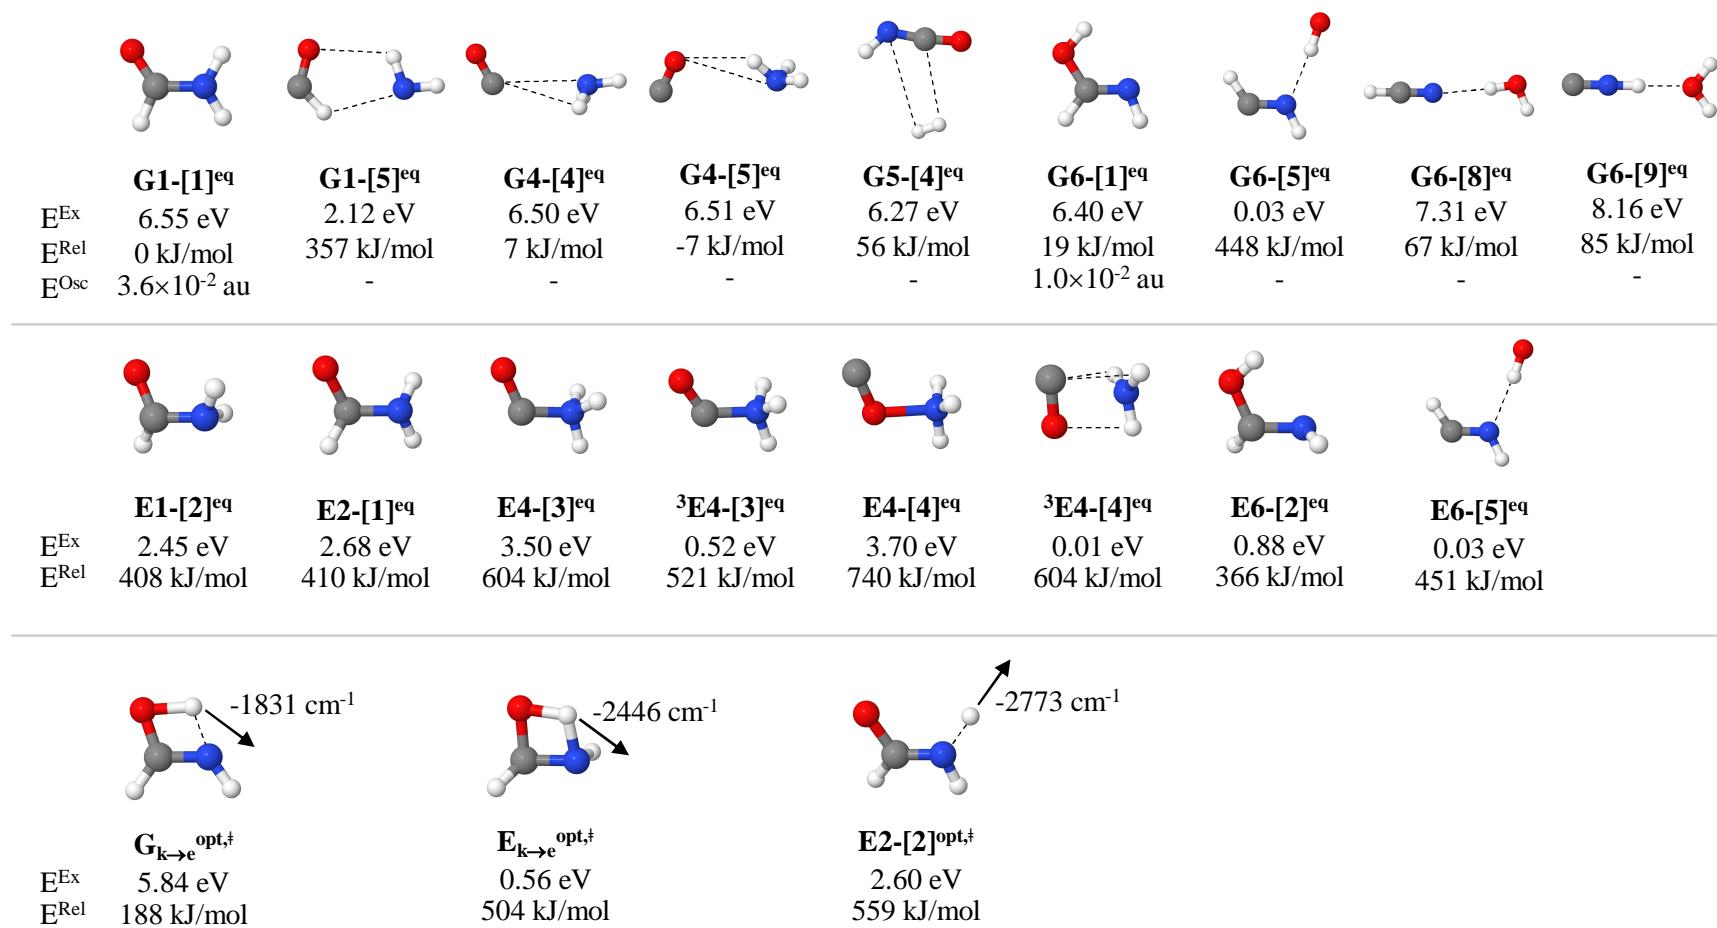 G1-[1]eq G1-[5]eq G4-[4]eq G4-[5]eq G5-[4]eq G6-[1]eq G6-[5]eq G6-[8]eq G6-[9]eq
EEx 6.55 eV 2.12 eV 6.50 eV 6.51 eV 6.27 eV 6.40 eV 0.03 eV 7.31 eV 8.16 eV
ERel 0 kJ/mol 357 kJ/mol 7 kJ/mol -7 kJ/mol 56 kJ/mol 19 kJ/mol 448 kJ/mol 67 kJ/mol 85 kJ/mol
EOsc 3.6×10-2 au - - - - 1.0×10-2 au - - -
E1-[2]eq E2-[1]eq E4-[3]eq 3E4-[3]eq E4-[4]eq 3E4-[4]eq E6-[2]eq E6-[5]eq
EEx 2.45 eV 2.68 eV 3.50 eV 0.52 eV 3.70 eV 0.01 eV 0.88 eV 0.03 eV
ERel 408 kJ/mol 410 kJ/mol 604 kJ/mol 521 kJ/mol 740 kJ/mol 604 kJ/mol 366 kJ/mol 451 kJ/mol
-1831 cm-1 -2446 cm-1 -2773 cm-1
Gk→eopt,‡ Ek→eopt,‡ E2-[2]opt,‡
EEx 5.84 eV 0.56 eV 2.60 eV
ERel 188 kJ/mol 504 kJ/mol 559 kJ/mol